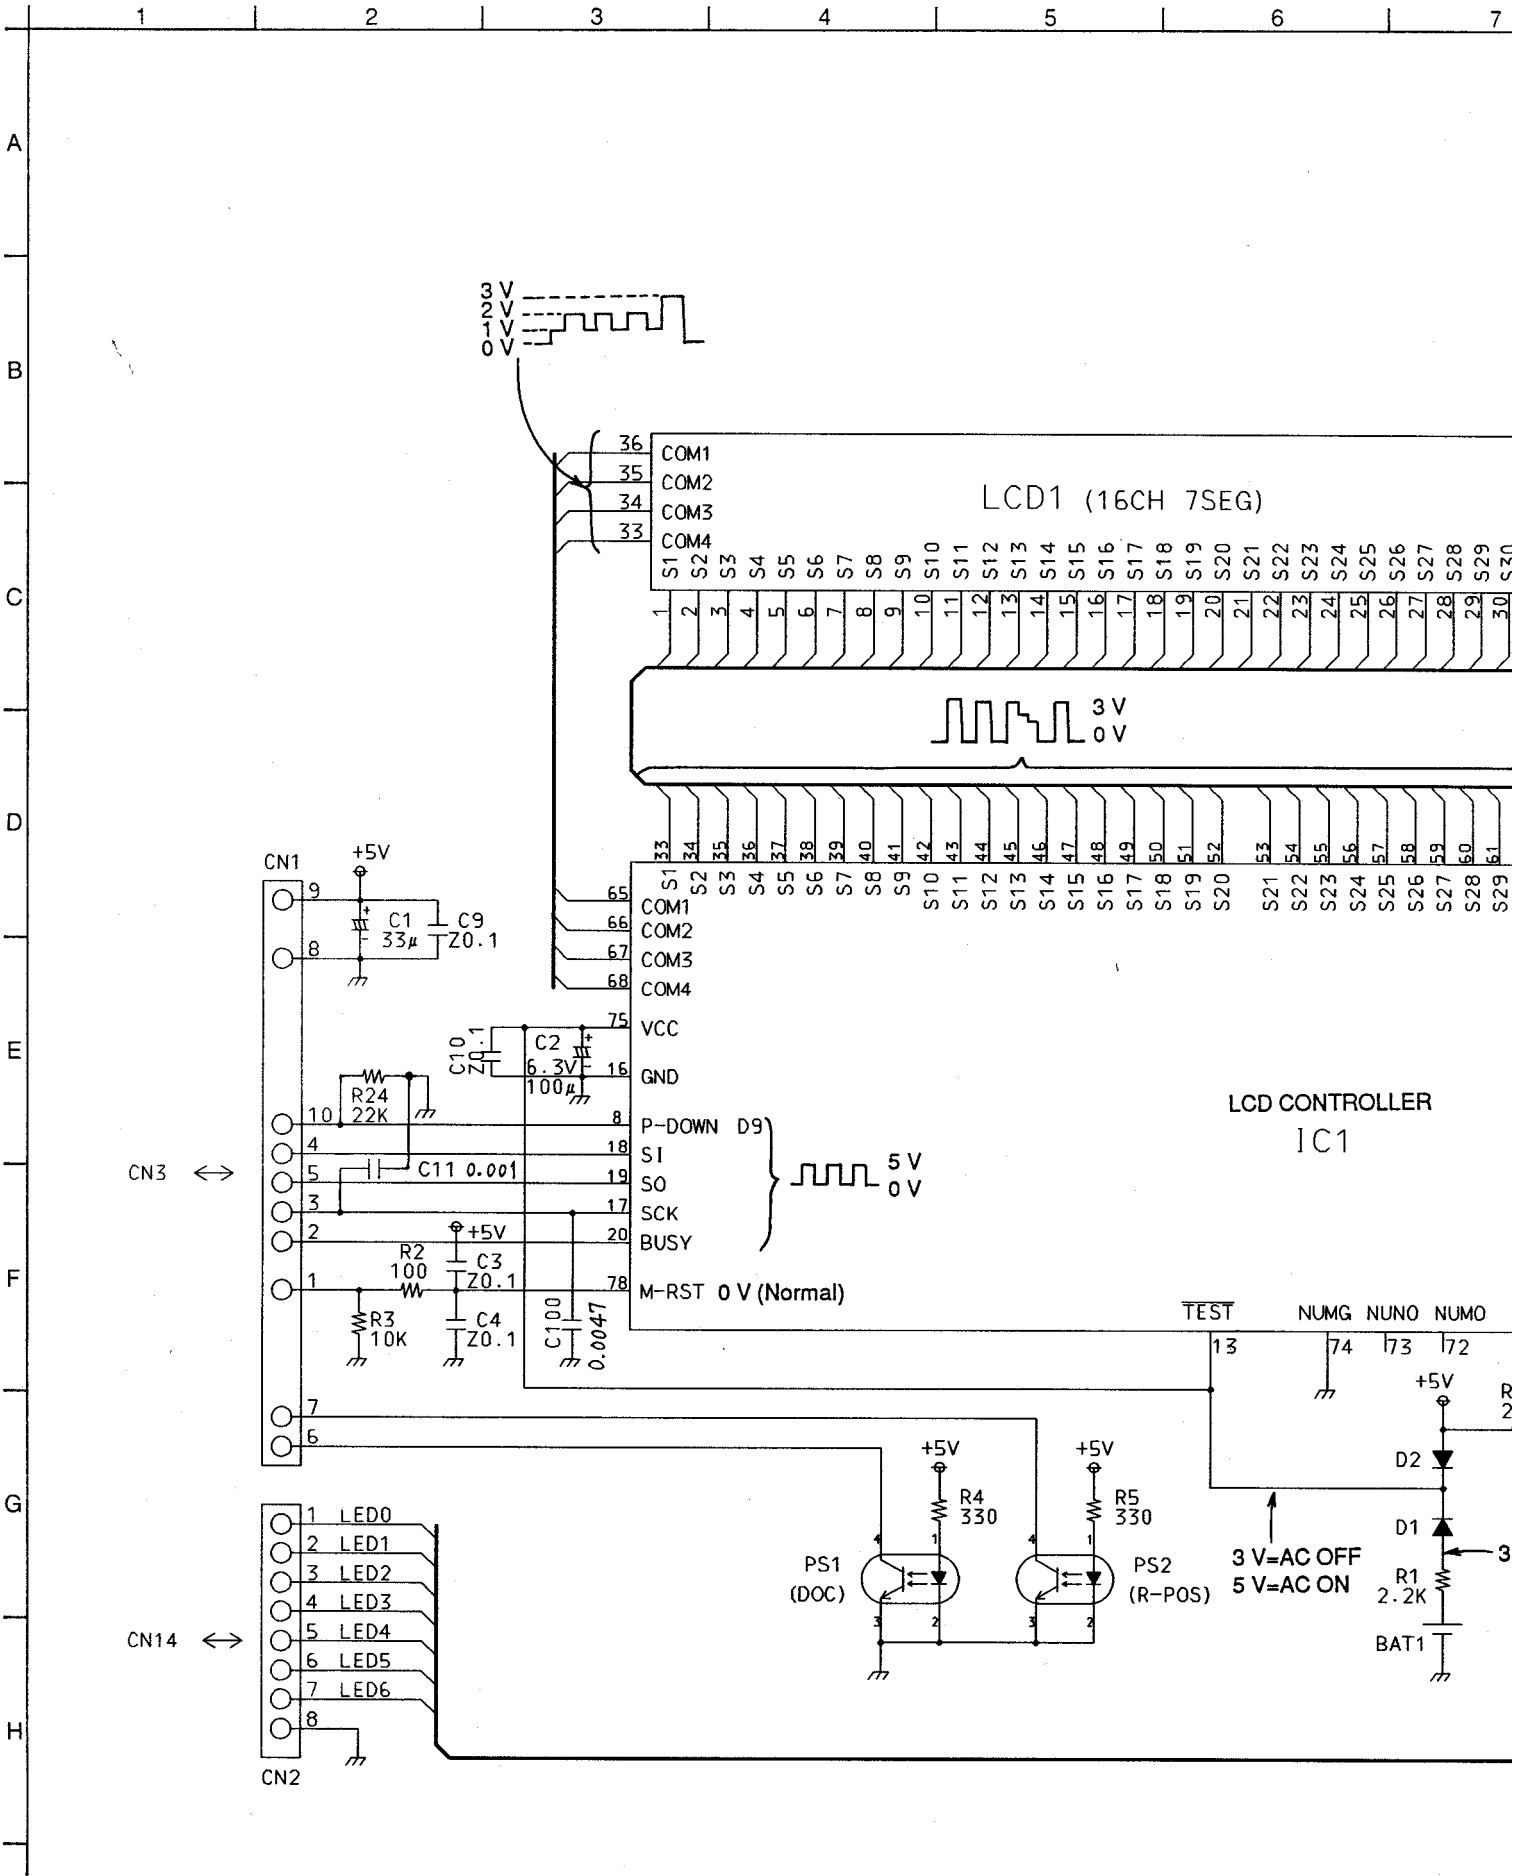 1 2 3 4 5 6 7
A
B
C
D
E
F
G
H
3 V
2 V
1 V
0 V
36 COM1
35 COM2
34 COM3
33 COM4
LCD1 (16CH 7SEG)
S1 S2 S3 S4 S5 S6 S7 S8 S9 S10 S11 S12 S13 S14 S15 S16 S17 S18 S19 S20 S21 S22 S23 S24 S25 S26 S27 S28 S29 S30
1 2 3 4 5 6 7 8 9 10 11 12 13 14 15 16 17 18 19 20 21 22 23 24 25 26 27 28 29 30
3 V
0 V
33 34 35 36 37 38 39 40 41 42 43 44 45 46 47 48 49 50 51 52 53 54 55 56 57 58 59 60 61
S1 S2 S3 S4 S5 S6 S7 S8 S9 S10 S11 S12 S13 S14 S15 S16 S17 S18 S19 S20 S21 S22 S23 S24 S25 S26 S27 S28 S29
65 COM1
66 COM2
67 COM3
68 COM4
75 VCC
16 GND
8 P-DOWN D9
18 SI
19 SO
17 SCK
20 BUSY
78 M-RST 0 V (Normal)
5 V
0 V
LCD CONTROLLER
IC1
TEST NUMG NUNO NUMO
13 74 73 72
CN1
+5V
9
C1
33μ
C9
Z0.1
8
C10
Z0.1
C2
6.3V
100μ
R24
22K
10
4
CN3 ↔
5
C11 0.001
3
2
+5V
R2
100
C3
Z0.1
1
R3
10K
C4
Z0.1
C100
0.0047
7
6
+5V
R4
330
+5V
R5
330
4 1
3 2
PS1
(DOC)
4 1
3 2
PS2
(R-POS)
+5V
R
2
D2
D1
3
3 V=AC OFF
5 V=AC ON
R1
2.2K
BAT1
1 LED0
2 LED1
3 LED2
4 LED3
CN14 ↔
5 LED4
6 LED5
7 LED6
8
CN2